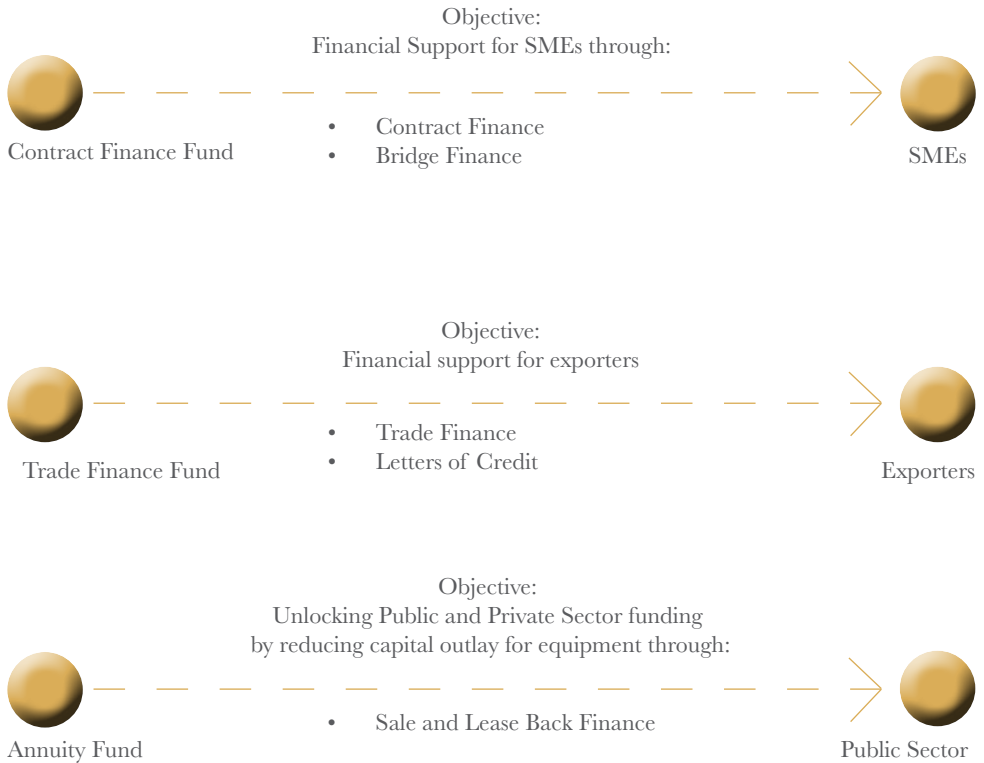 Objective:
Financial Support for SMEs through:
• Contract Finance
• Bridge Finance
Contract Finance Fund
SMEs
Objective:
Financial support for exporters
• Trade Finance
• Letters of Credit
Trade Finance Fund
Exporters
Objective:
Unlocking Public and Private Sector funding
by reducing capital outlay for equipment through:
• Sale and Lease Back Finance
Annuity Fund
Public Sector